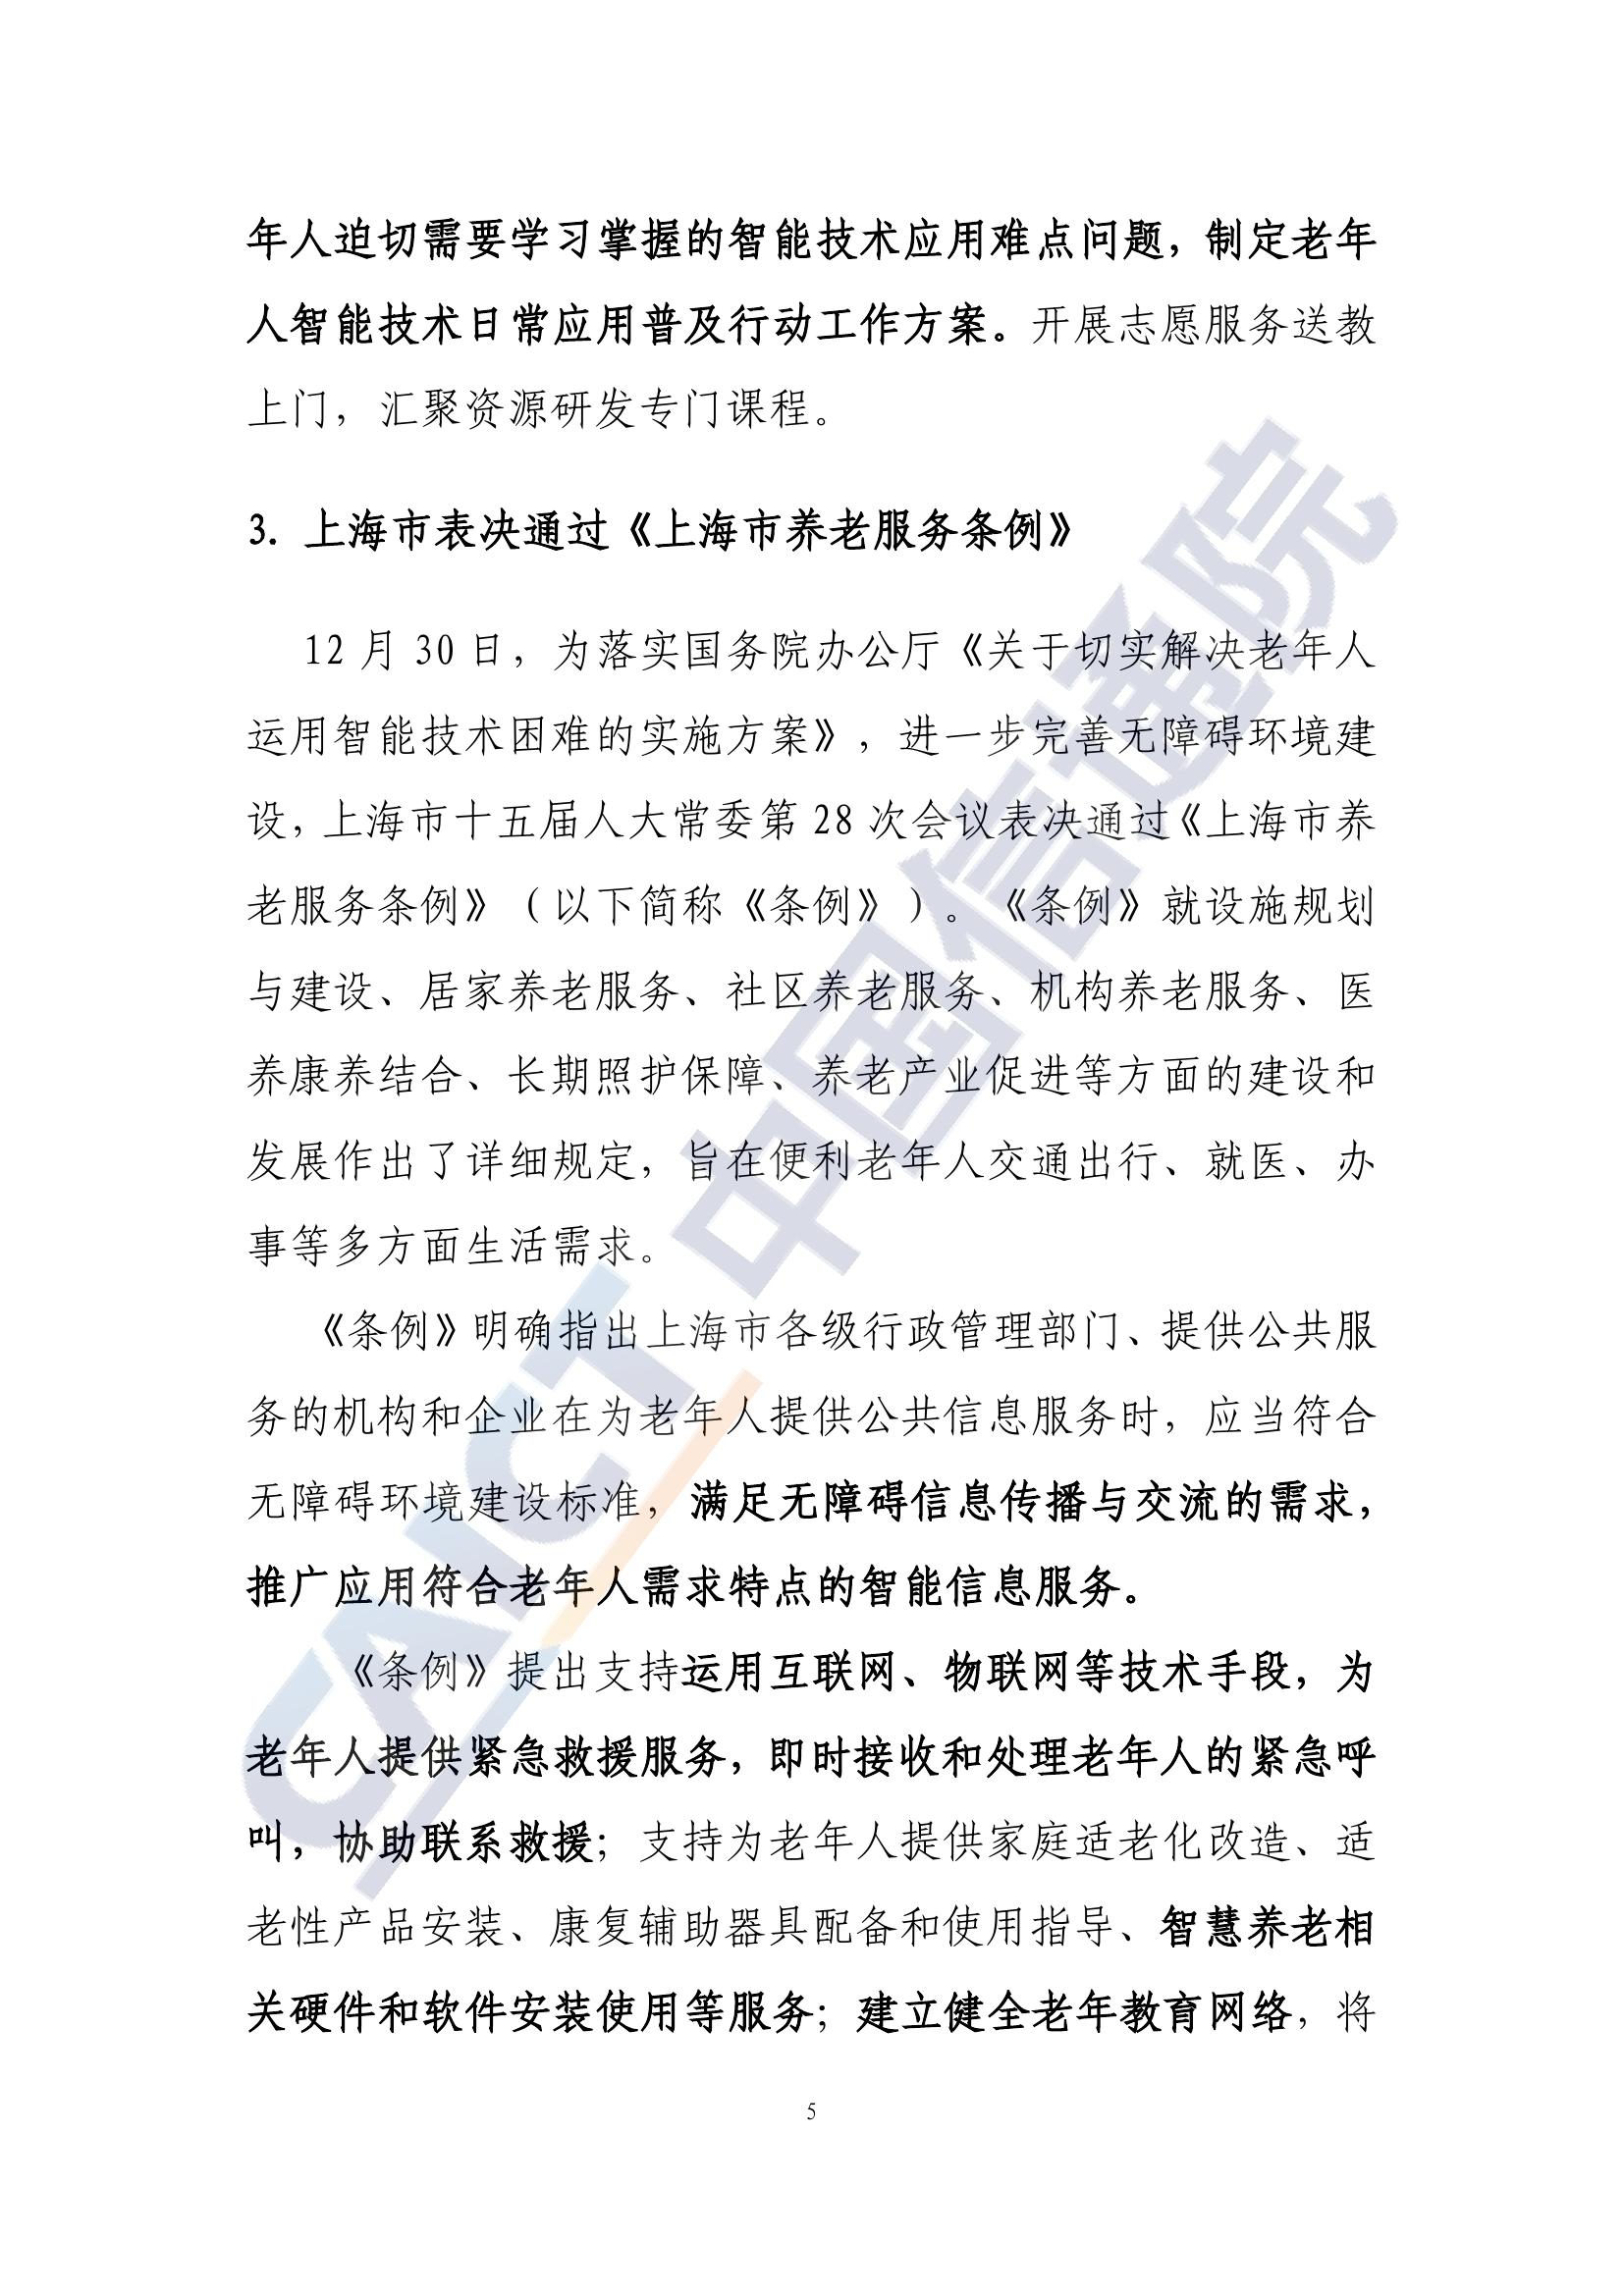 年人迫切需要学习掌握的智能技术应用难点问题，制定老年
人智能技术日常应用普及行动工作方案。开展志愿服务送教
上门，汇聚资源研发专门课程。
3. 上海市表决通过《上海市养老服务条例》
12 月 30 日，为落实国务院办公厅《关于切实解决老年人
运用智能技术困难的实施方案》，进一步完善无障碍环境建
设，上海市十五届人大常委第 28 次会议表决通过《上海市养
老服务条例》（以下简称《条例》）。《条例》就设施规划
与建设、居家养老服务、社区养老服务、机构养老服务、医
养康养结合、长期照护保障、养老产业促进等方面的建设和
发展作出了详细规定，旨在便利老年人交通出行、就医、办
事等多方面生活需求。
《条例》明确指出上海市各级行政管理部门、提供公共服
务的机构和企业在为老年人提供公共信息服务时，应当符合
无障碍环境建设标准，满足无障碍信息传播与交流的需求，
推广应用符合老年人需求特点的智能信息服务。
《条例》提出支持运用互联网、物联网等技术手段，为
老年人提供紧急救援服务，即时接收和处理老年人的紧急呼
叫，协助联系救援；支持为老年人提供家庭适老化改造、适
老性产品安装、康复辅助器具配备和使用指导、智慧养老相
关硬件和软件安装使用等服务；建立健全老年教育网络，将
5
CAICT 中国信通院